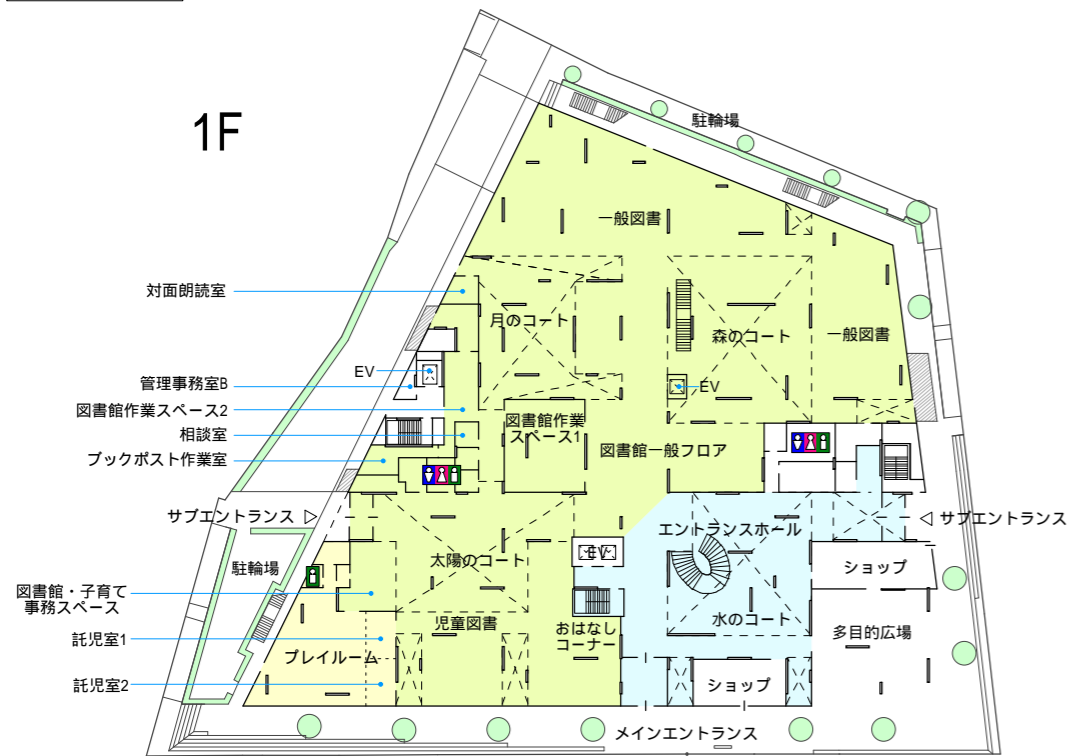 1F
駐輪場
一般図書
対面朗読室
月のコート
森のコート
一般図書
EV
管理事務室B
EV
図書館作業スペース2
図書館作業
スペース1
相談室
図書館一般フロア
ブックポスト作業室
サブエントランス
エントランスホール
サブエントランス
EV
太陽のコート
駐輪場
ショップ
図書館・子育て
事務スペース
児童図書
おはなし
コーナー
水のコート
多目的広場
託児室1
プレイルーム
託児室2
ショップ
メインエントランス